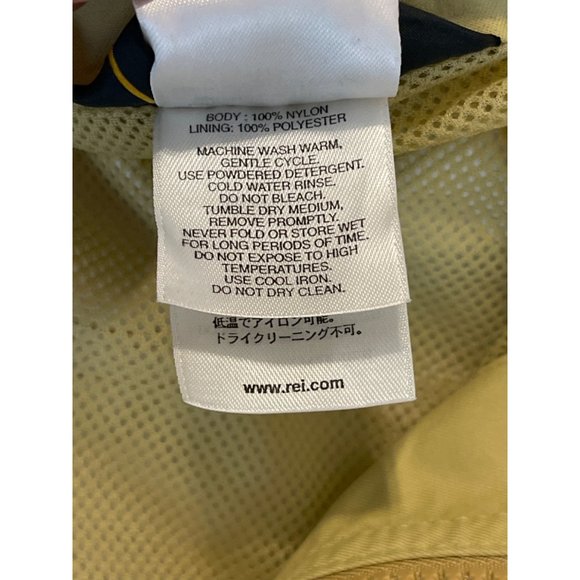 BODY : 100% NYLON
LINING: 100% POLYESTER
MACHINE WASH WARM,
GENTLE CYCLE.
USE POWDERED DETERGENT.
COLD WATER RINSE.
DO NOT BLEACH.
TUMBLE DRY MEDIUM,
REMOVE PROMPTLY.
NEVER FOLD OR STORE WET
FOR LONG PERIODS OF TIME.
DO NOT EXPOSE TO HIGH
TEMPERATURES.
USE COOL IRON.
DO NOT DRY CLEAN.
低温でアイロン可能。
ドライクリーニング不可。
www.rei.com